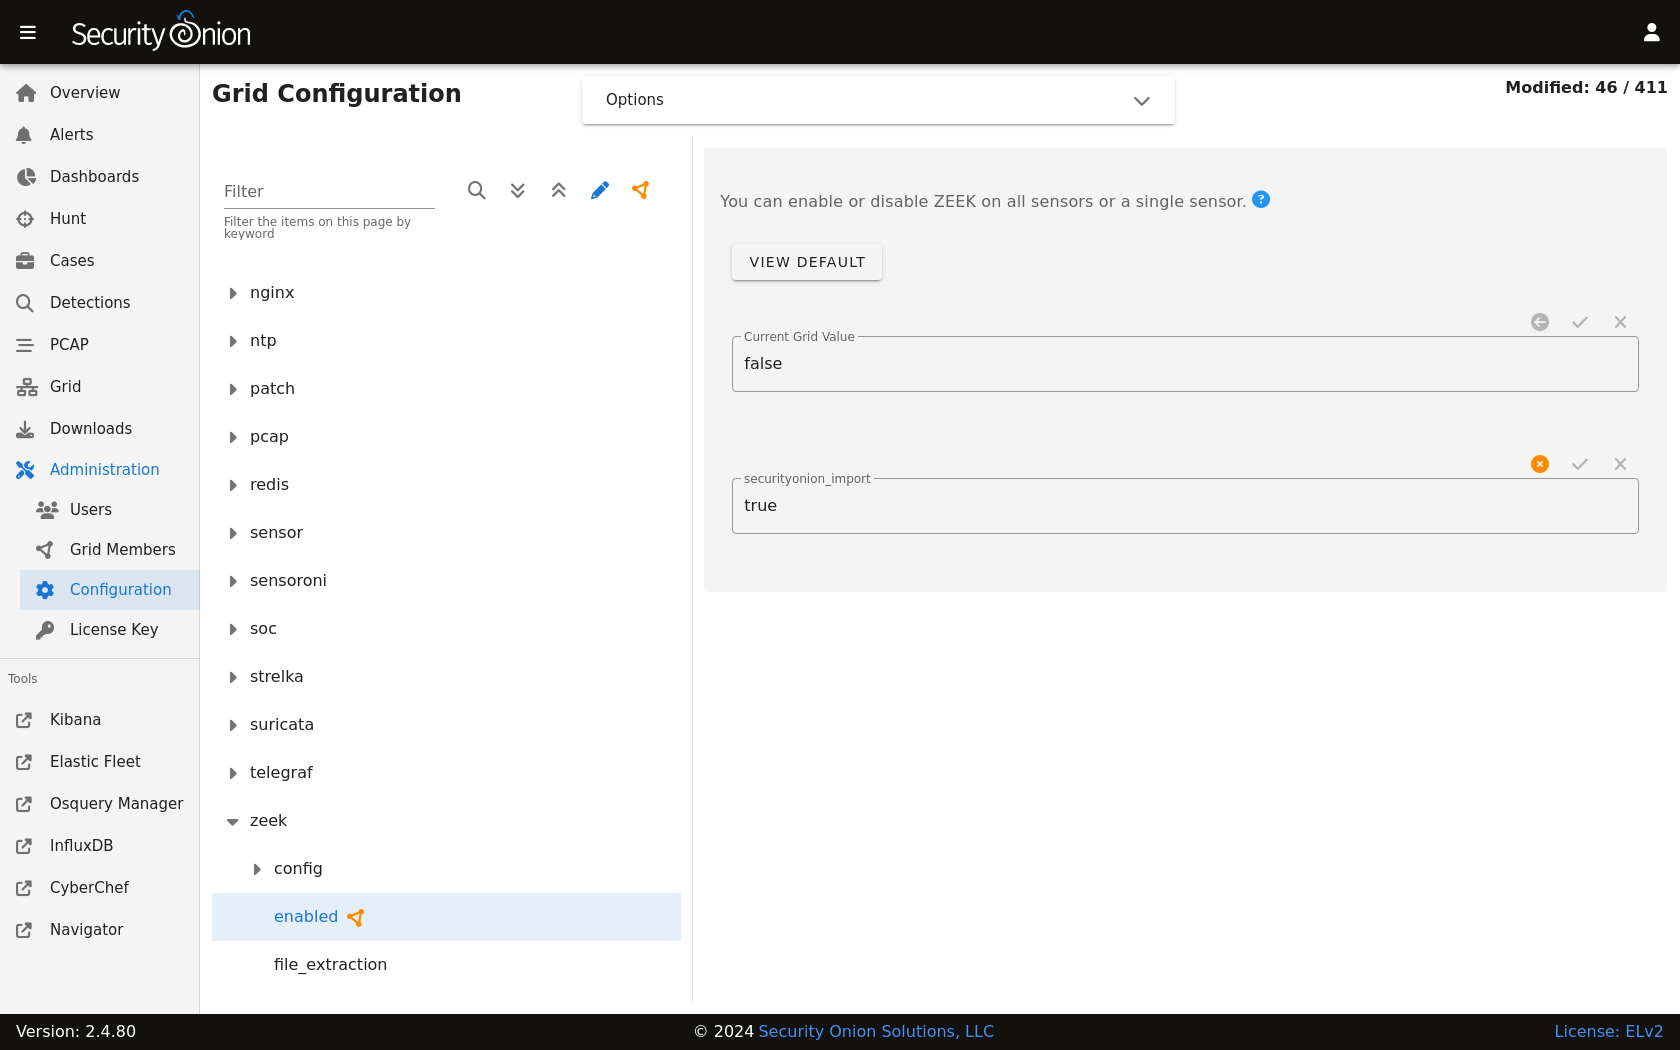 Security Onion
Overview
Alerts
Dashboards
Hunt
Cases
Detections
PCAP
Grid
Downloads
Administration
Users
Grid Members
Configuration
License Key
Tools
Kibana
Elastic Fleet
Osquery Manager
InfluxDB
CyberChef
Navigator
Grid Configuration
Options
Modified: 46 / 411
Filter
Filter the items on this page by
keyword
nginx
ntp
patch
pcap
redis
sensor
sensoroni
soc
strelka
suricata
telegraf
zeek
config
enabled
file_extraction
You can enable or disable ZEEK on all sensors or a single sensor. ?
VIEW DEFAULT
Current Grid Value
false
securityonion_import
true
Version: 2.4.80
© 2024 Security Onion Solutions, LLC
License: ELv2